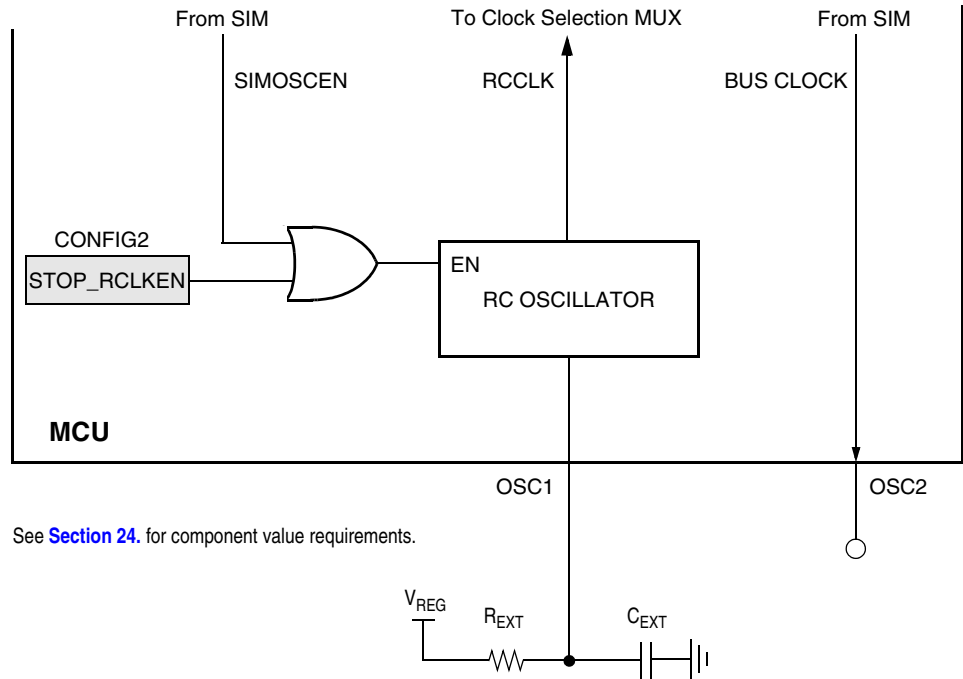 From SIM
To Clock Selection MUX
From SIM
SIMOSCEN
RCCLK
BUS CLOCK
CONFIG2
STOP_RCLKEN
EN
RC OSCILLATOR
MCU
OSC1
OSC2
See Section 24. for component value requirements.
VREG
REXT
CEXT